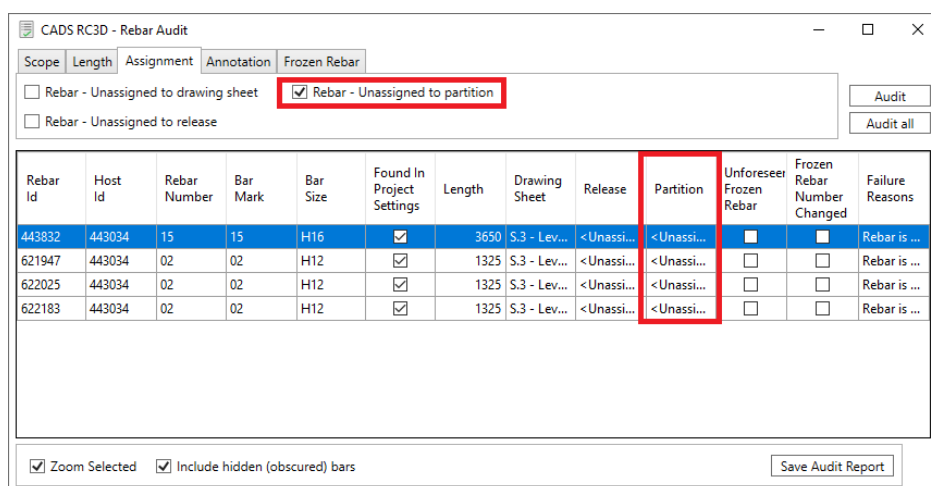 CADS RC3D - Rebar Audit
Scope Length Assignment Annotation Frozen Rebar
Rebar - Unassigned to drawing sheet Rebar - Unassigned to partition Audit
Rebar - Unassigned to release Audit all
Rebar Id Host Id Rebar Number Bar Mark Bar Size Found In Project Settings Length Drawing Sheet Release Partition Unforeseen Frozen Rebar Frozen Rebar Number Changed Failure Reasons
443832 443034 15 15 H16 3650 S.3 - Lev... <Unassi... <Unassi... Rebar is ...
621947 443034 02 02 H12 1325 S.3 - Lev... <Unassi... <Unassi... Rebar is ...
622025 443034 02 02 H12 1325 S.3 - Lev... <Unassi... <Unassi... Rebar is ...
622183 443034 02 02 H12 1325 S.3 - Lev... <Unassi... <Unassi... Rebar is ...
Zoom Selected Include hidden (obscured) bars Save Audit Report